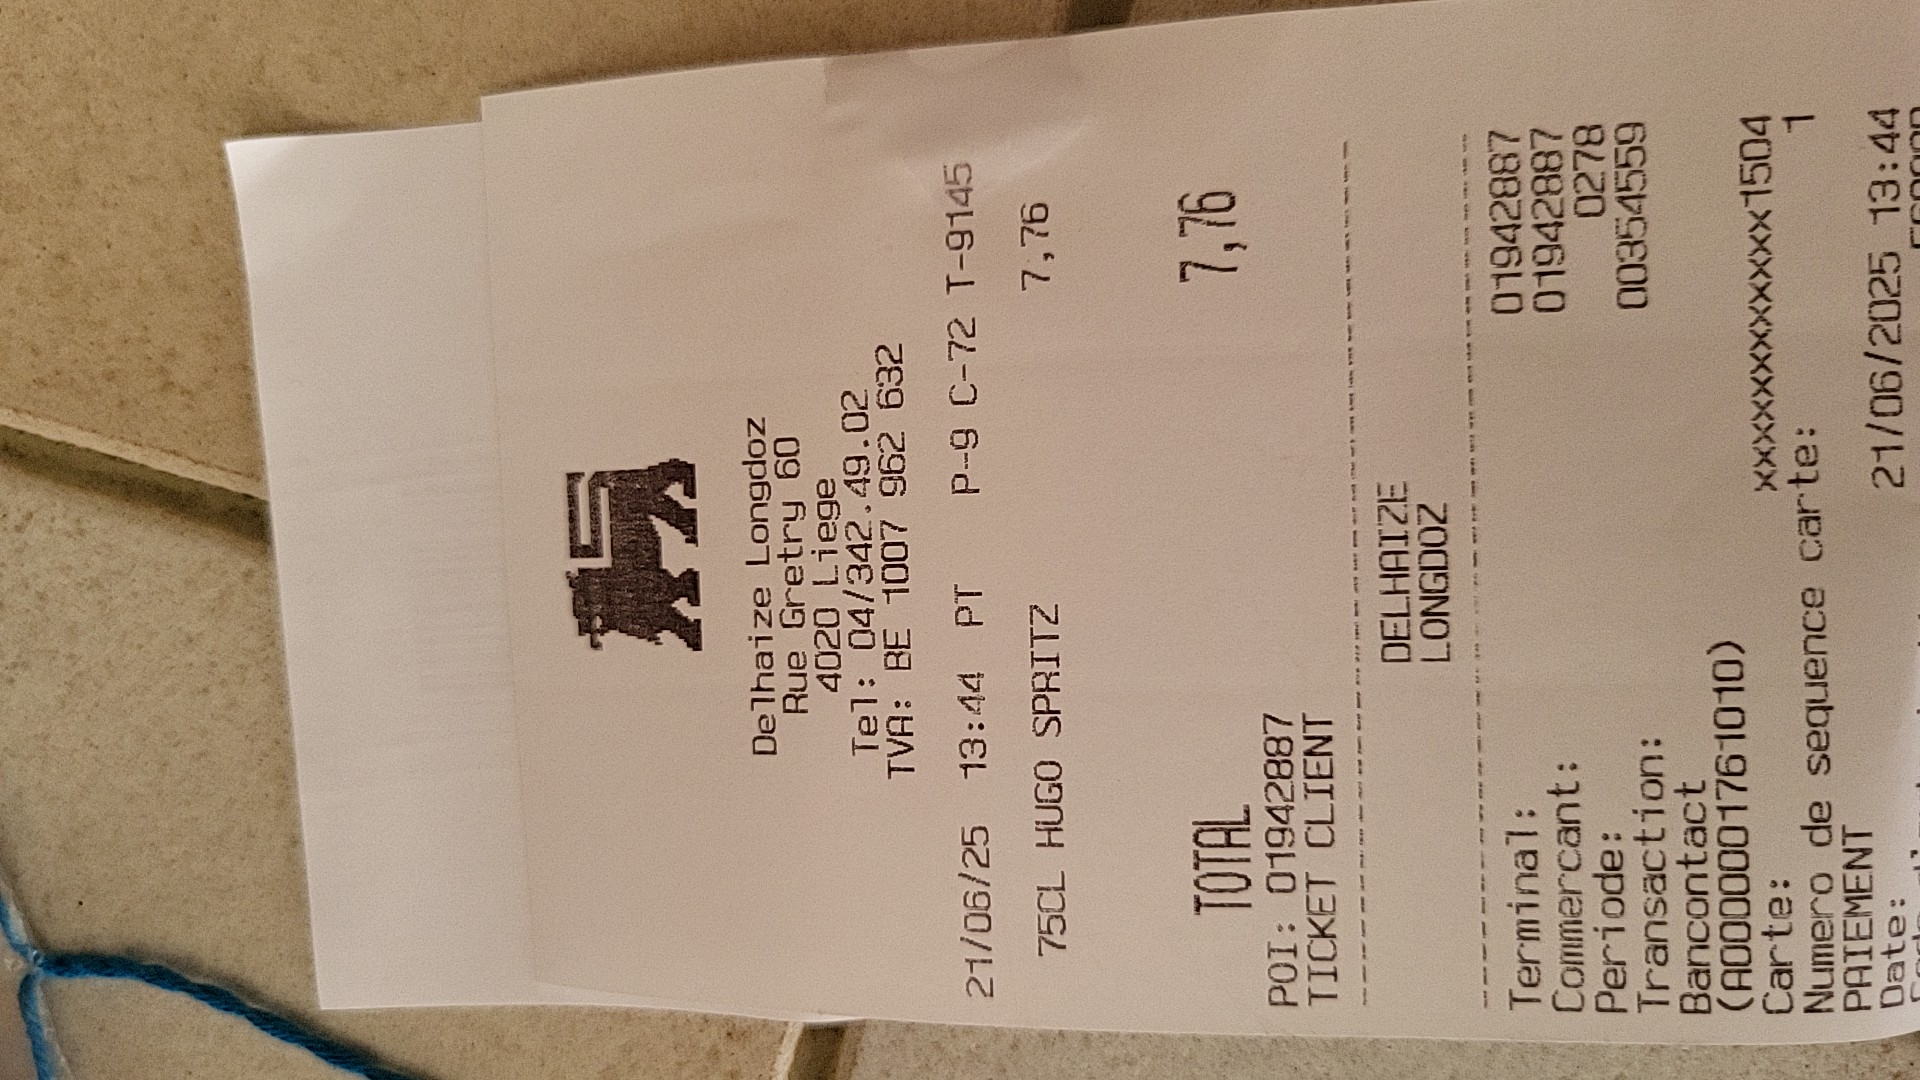 Delhaize Longdoz
Rue Gretry 60
4020 Liege
Tel: 04/342.49.02
TVA: BE 1007 962 632
21/06/25 13:44 PT P-9 C-72 T-9145
75CL HUGO SPRITZ 7,76
TOTAL 7,76
POI: 01942887
TICKET CLIENT
DELHAIZE
LONGDOZ
Terminal: 01942887
Commercant: 01942887
Periode: 0278
Transaction: 00354559
Bancontact
(A0000001761010)
Carte: xxxxxxxxxxxxx1504
Numero de sequence carte: 1
PAIEMENT
Date: 21/06/2025 13:44